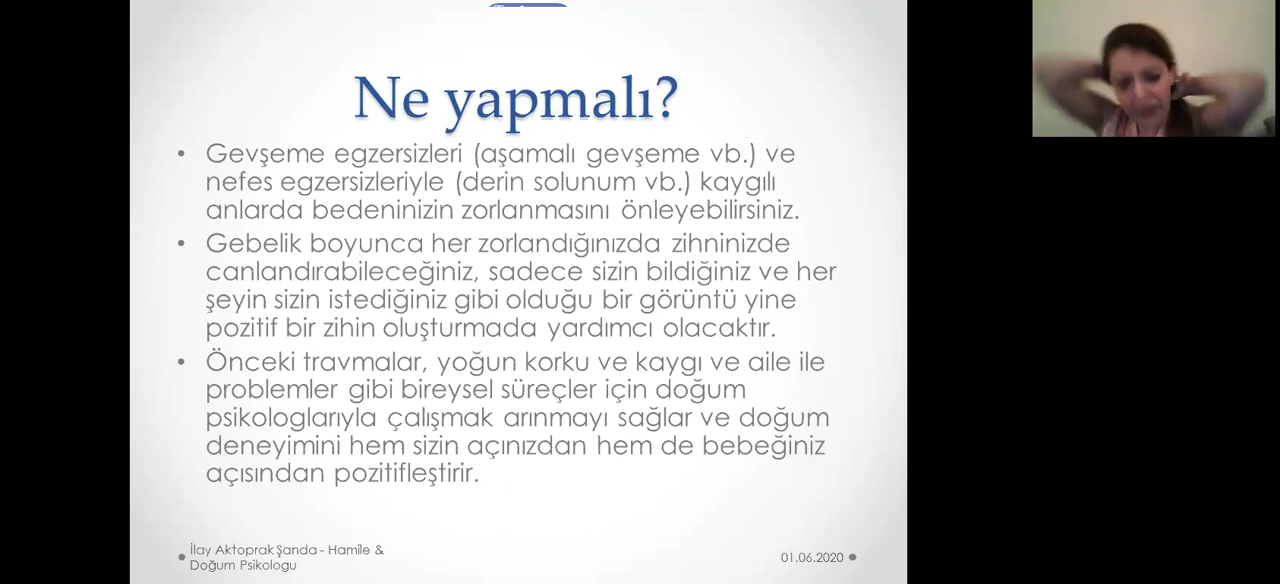 Ne yapmalı?
• Gevşeme egzersizleri (aşamalı gevşeme vb.) ve
nefes egzersizleriyle (derin solunum vb.) kaygılı
anlarda bedeninizin zorlanmasını önleyebilirsiniz.
• Gebelik boyunca her zorlandığınızda zihninizde
canlandırabileceğiniz, sadece sizin bildiğiniz ve her
şeyin sizin istediğiniz gibi olduğu bir görüntü yine
pozitif bir zihin oluşturmada yardımcı olacaktır.
• Önceki travmalar, yoğun korku ve kaygı ve aile ile
problemler gibi bireysel süreçler için doğum
psikologlarıyla çalışmak arınmayı sağlar ve doğum
deneyimini hem sizin açınızdan hem de bebeğiniz
açısından pozitifleştirir.
İlay Aktoprak Şanda - Hamile &
Doğum Psikologu
01.06.2020